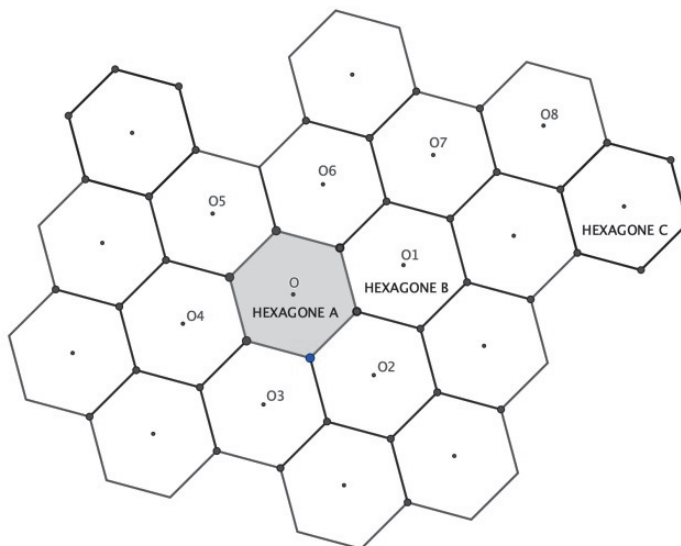 O8
O7
O6
O5
HEXAGONE C
O1
O
HEXAGONE B
HEXAGONE A
O4
O2
O3